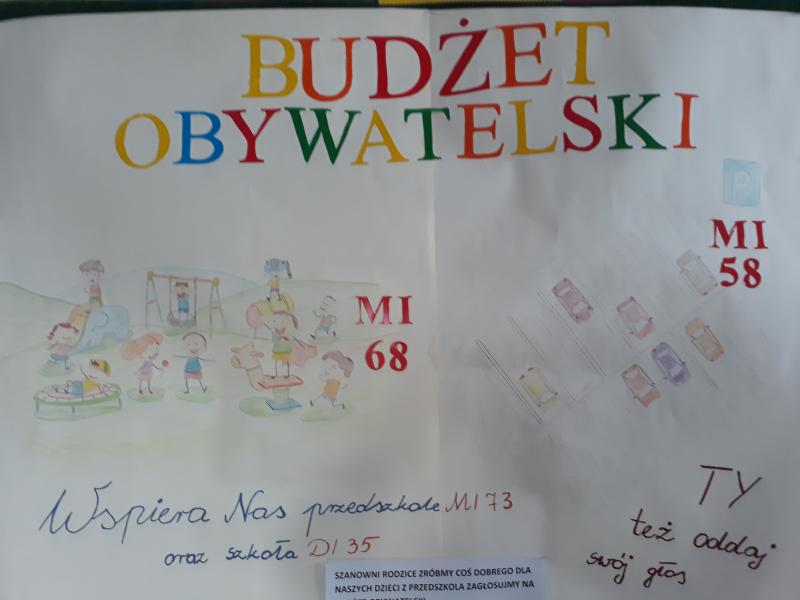 BUDŻET
OBYWATELSKI
P
MI
58
MI
68
Wspiera Nas przedszkole MI 73
oraz szkoła DI 35
TY
też oddaj
swój głos
SZANOWNI RODZICE ZRÓBMY COŚ DOBREGO DLA
NASZYCH DZIECI Z PRZEDSZKOLA ZAGŁOSUJMY NA